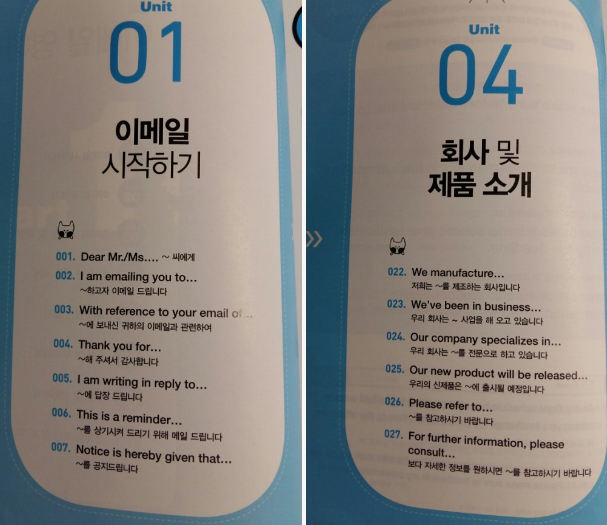 Unit
01
이메일
시작하기
001. Dear Mr./Ms.... ~ 씨에게
002. I am emailing you to...
~하고자 이메일 드립니다
003. With reference to your email of...
~에 보내신 귀하의 이메일과 관련하여
004. Thank you for...
~해 주셔서 감사합니다
005. I am writing in reply to...
~에 답장 드립니다
006. This is a reminder...
~를 상기시켜 드리기 위해 메일 드립니다
007. Notice is hereby given that...
~를 공지드립니다
Unit
04
회사 및
제품 소개
022. We manufacture...
저희는 ~를 제조하는 회사입니다
023. We've been in business...
우리 회사는 ~ 사업을 해 오고 있습니다
024. Our company specializes in...
우리 회사는 ~를 전문으로 하고 있습니다
025. Our new product will be released...
우리의 신제품은 ~에 출시될 예정입니다
026. Please refer to...
~를 참고하시기 바랍니다
027. For further information, please
consult...
보다 자세한 정보를 원하시면 ~를 참고하시기 바랍니다